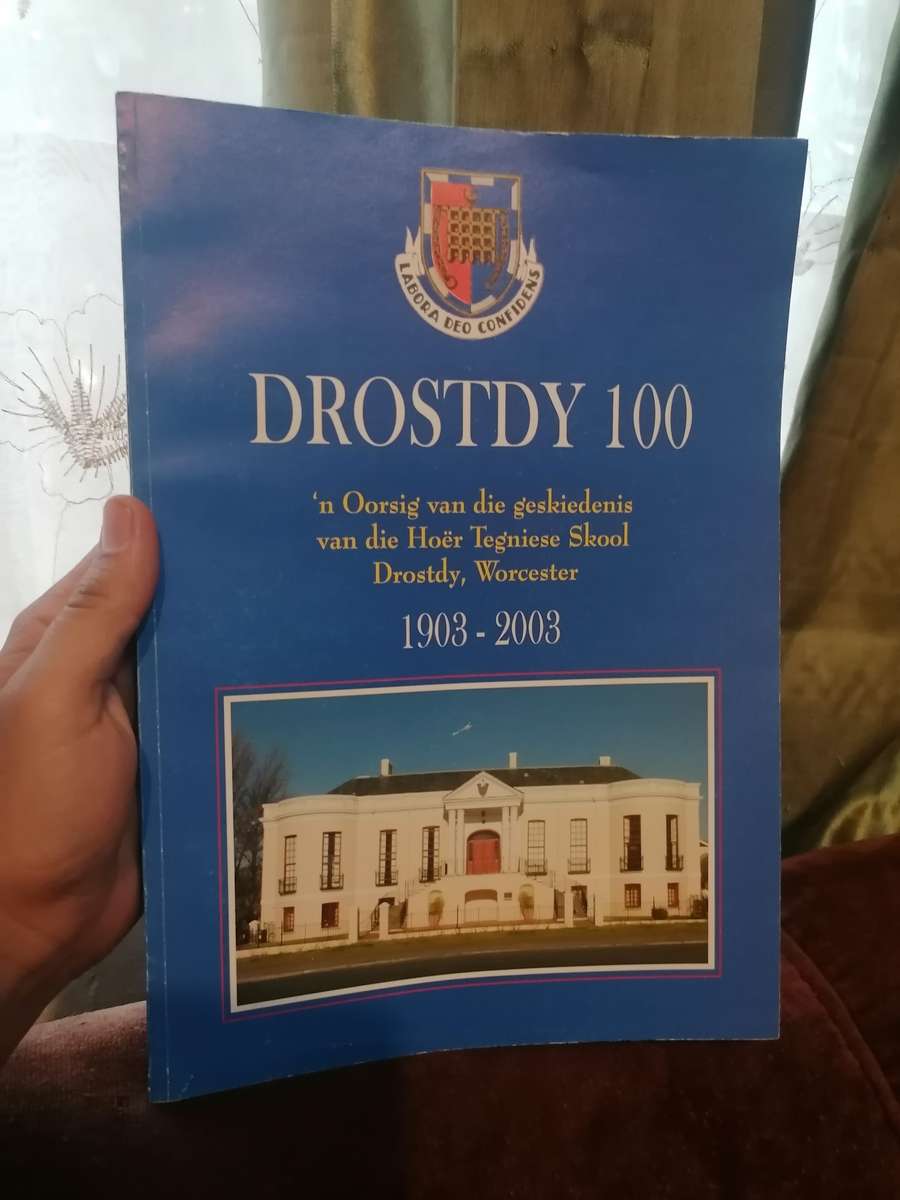 LABORA DEO CONFIDENS
DROSTDY 100
‘n Oorsig van die geskiedenis
van die Hoër Tegniese Skool
Drostdy, Worcester
1903 - 2003